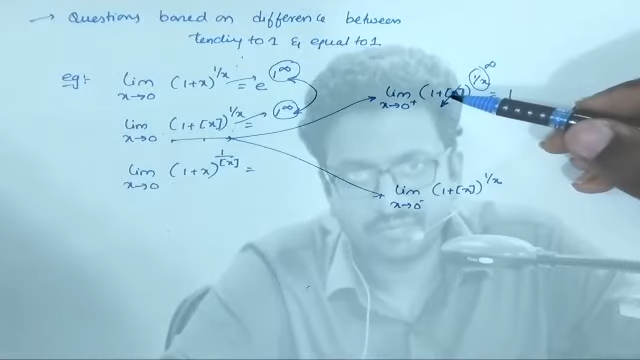 → Questions based on difference between
tending to 1 & equal to 1.
eg:- lim x→0 (1+x)^{1/x} = e (1^∞)
lim x→0 (1+[x])^{1/x} = (1^∞)
lim x→0 (1+x)^{1/[x]} =
lim x→0⁺ (1+[x])^{(1/x)^∞} = 1
lim x→0⁻ (1+[x])^{1/x}